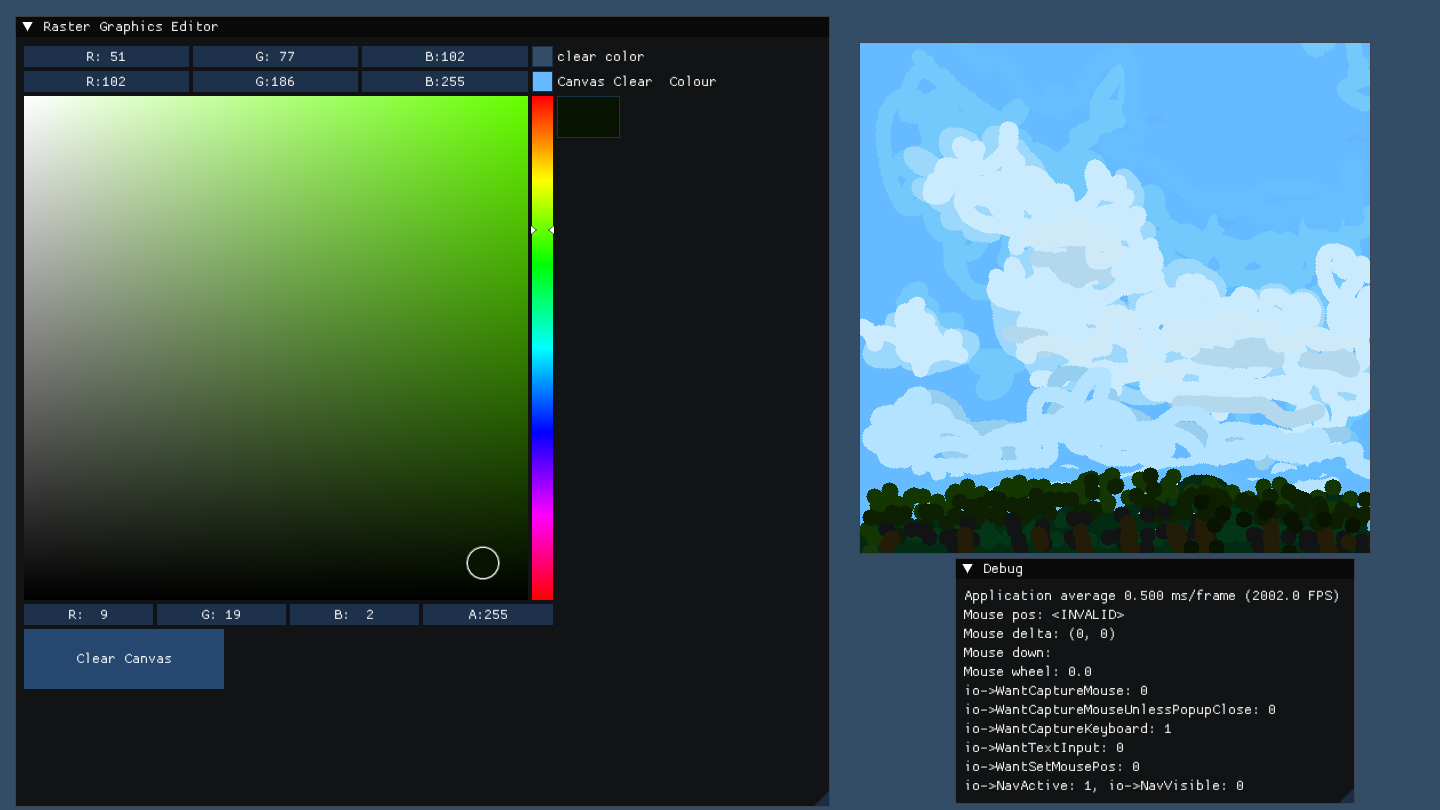 Raster Graphics Editor
R: 51 G: 77 B:102 clear color
R:102 G:186 B:255 Canvas Clear  Colour
R:  9 G: 19 B:  2 A:255
Clear Canvas
Debug
Application average 0.500 ms/frame (2002.0 FPS)
Mouse pos: <INVALID>
Mouse delta: (0, 0)
Mouse down:
Mouse wheel: 0.0
io->WantCaptureMouse: 0
io->WantCaptureMouseUnlessPopupClose: 0
io->WantCaptureKeyboard: 1
io->WantTextInput: 0
io->WantSetMousePos: 0
io->NavActive: 1, io->NavVisible: 0